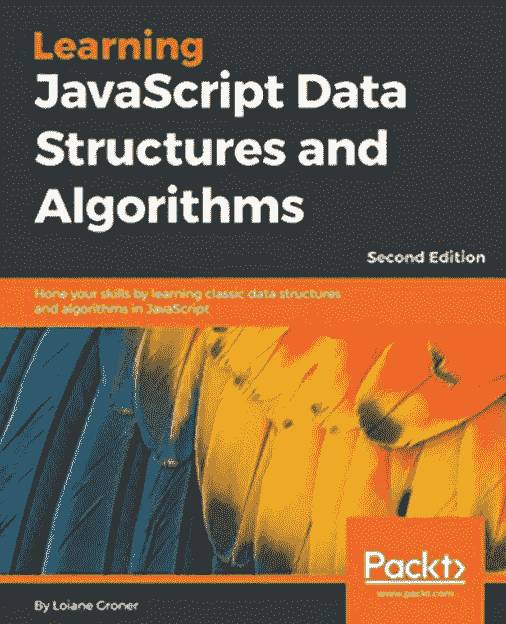 Learning
JavaScript Data
Structures and
Algorithms
Second Edition
Hone your skills by learning classic data structures
and algorithms in JavaScript
Packt>
www.packt.com
By Loiane Groner